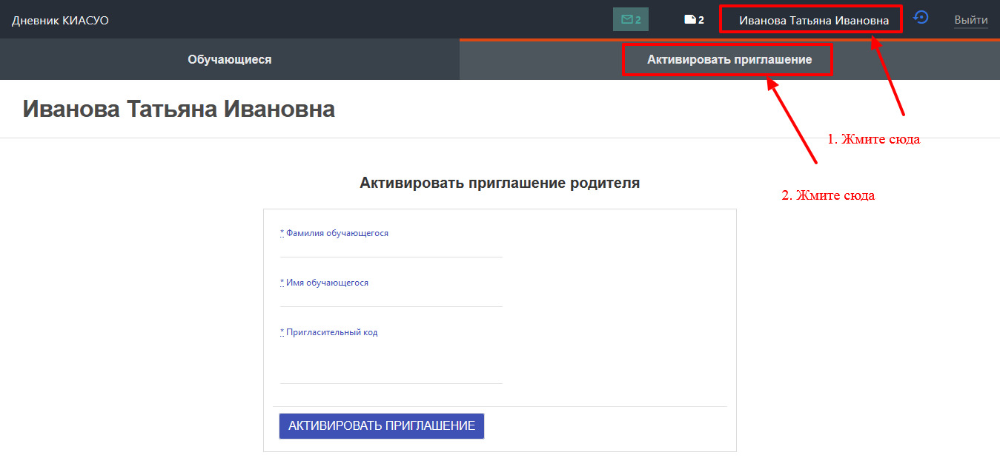 Дневник КИАСУО
2
2
Иванова Татьяна Ивановна
Выйти
Обучающиеся
Активировать приглашение
Иванова Татьяна Ивановна
1. Жмите сюда
Активировать приглашение родителя
2. Жмите сюда
* Фамилия обучающегося
* Имя обучающегося
* Пригласительный код
АКТИВИРОВАТЬ ПРИГЛАШЕНИЕ